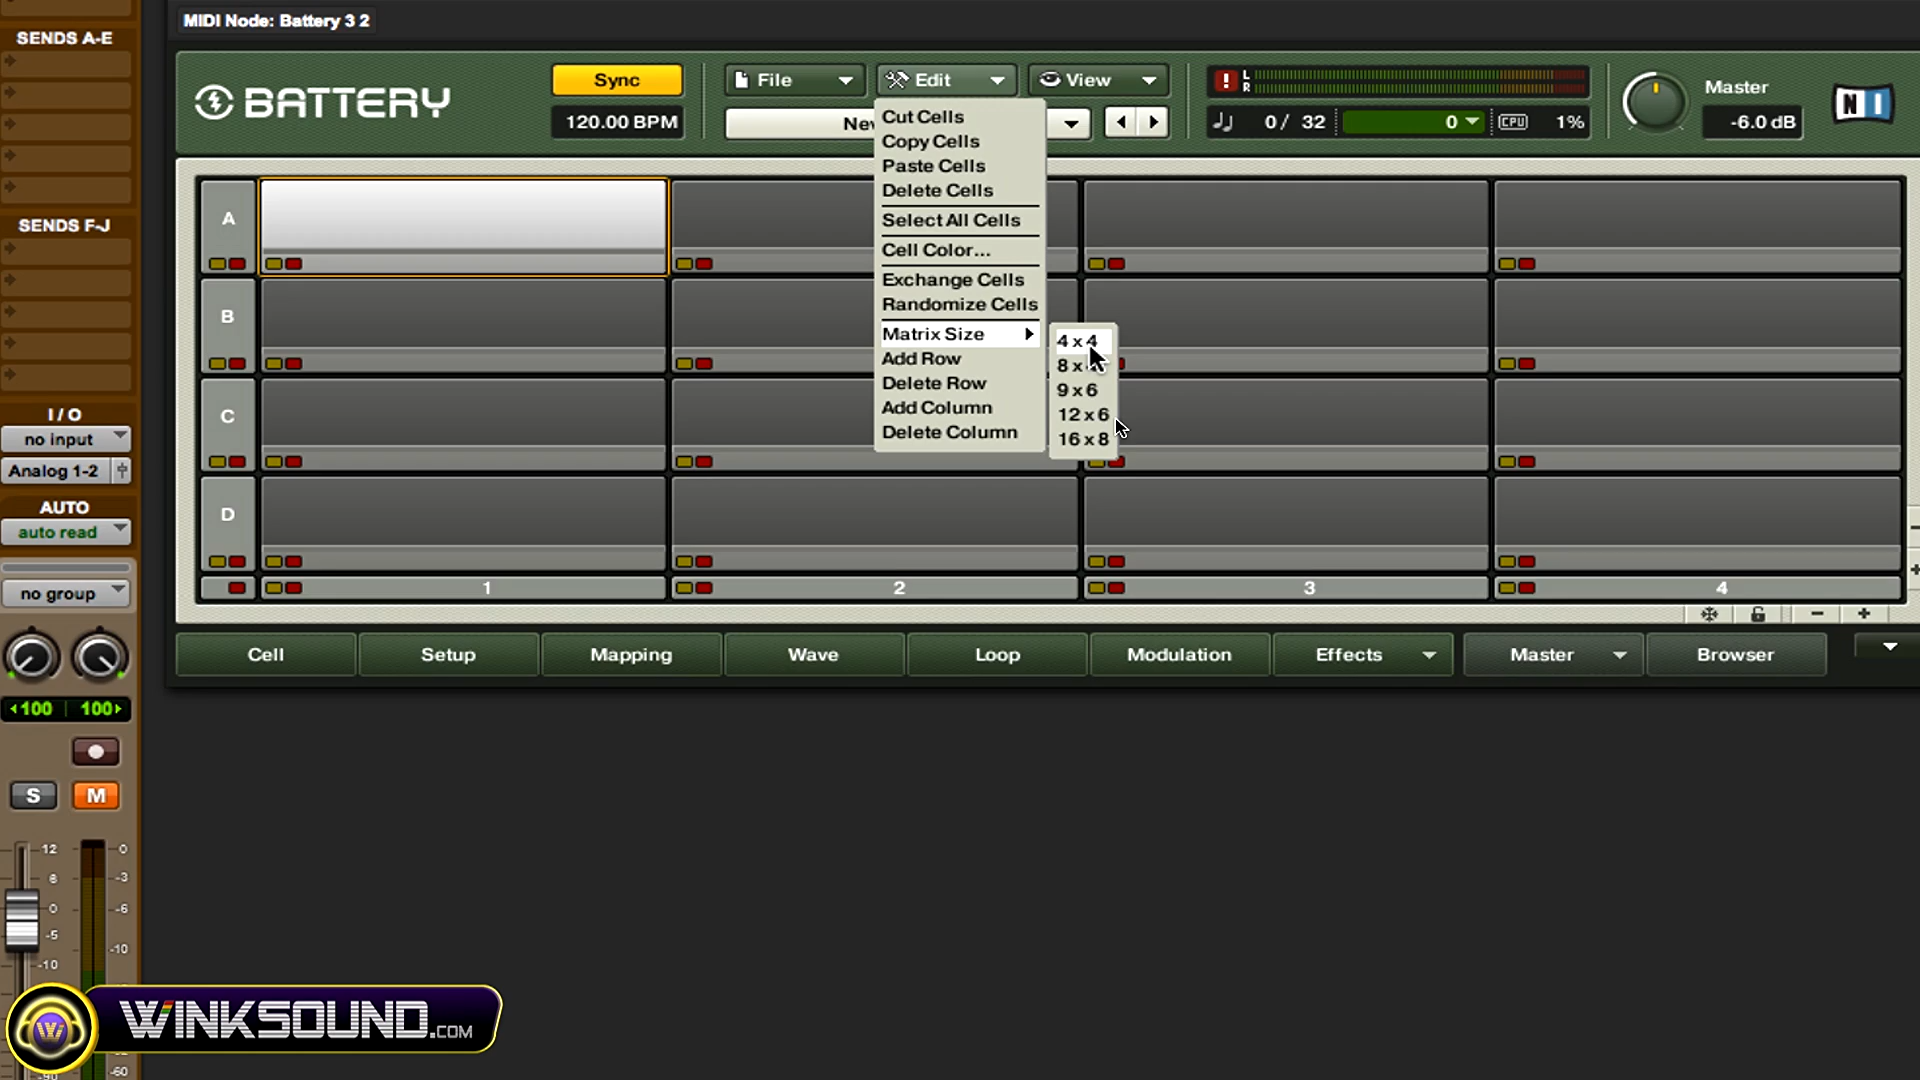 MIDI Node: Battery 3 2
SENDS A-E
SENDS F-J
I / O
no input
Analog 1-2
AUTO
auto read
no group
100 100
S M
12
6
0
-5
-10
0
-3
-6
-10
-60
BATTERY
Sync
120.00 BPM
File
Edit
View
L
R
0 / 32
0
CPU
1%
Master
-6.0 dB
NI
Cut Cells
Copy Cells
Paste Cells
Delete Cells
Select All Cells
Cell Color...
Exchange Cells
Randomize Cells
Matrix Size
Add Row
Delete Row
Add Column
Delete Column
4 x 4
8 x
9 x 6
12 x 6
16 x 8
A
B
C
D
1 2 3 4
Cell Setup Mapping Wave Loop Modulation Effects Master Browser
W WINKSOUND.COM